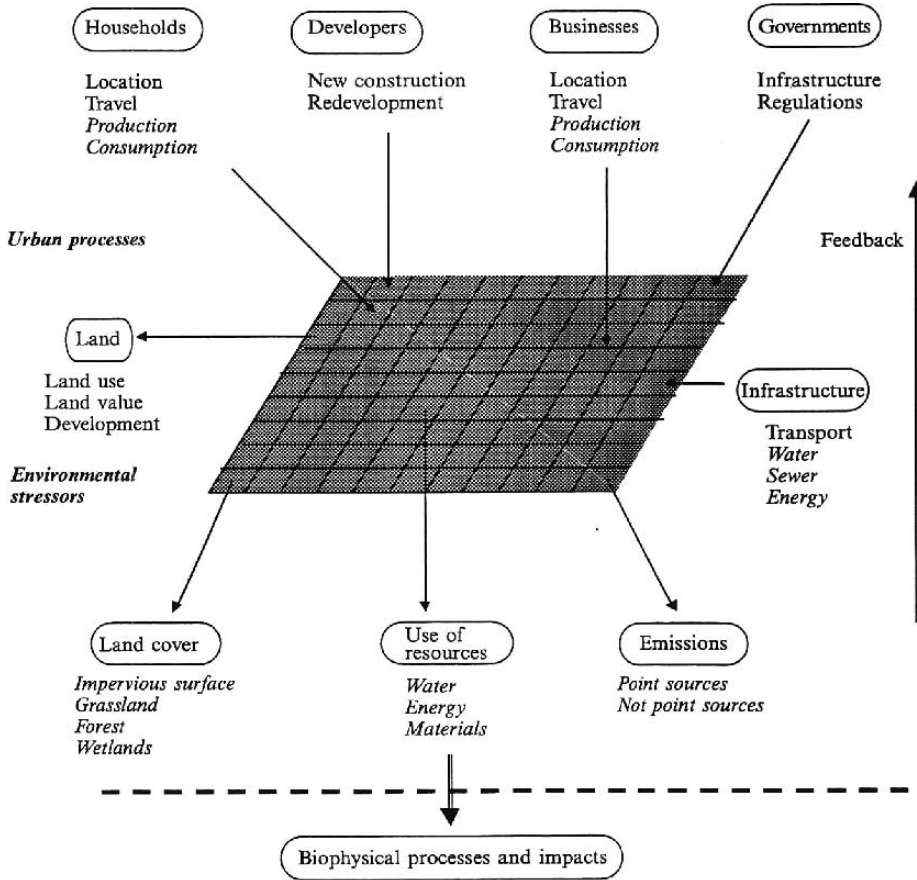 Households
Developers
Businesses
Governments
Location
Travel
Production
Consumption
New construction
Redevelopment
Location
Travel
Production
Consumption
Infrastructure
Regulations
Urban processes
Feedback
Land
Land use
Land value
Development
Infrastructure
Transport
Water
Sewer
Energy
Environmental
stressors
Land cover
Impervious surface
Grassland
Forest
Wetlands
Use of
resources
Water
Energy
Materials
Emissions
Point sources
Not point sources
Biophysical processes and impacts